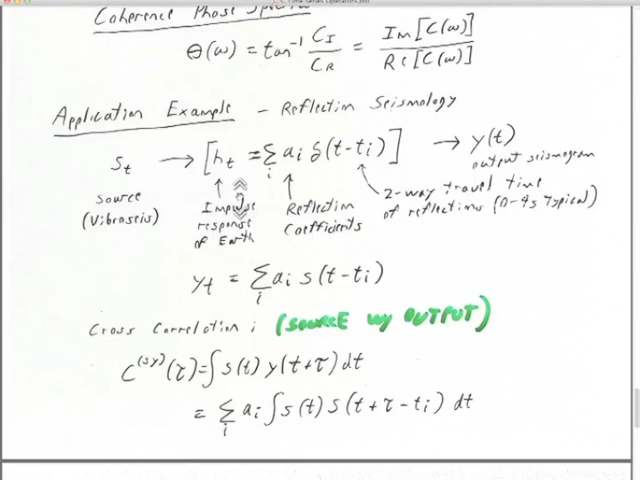 Coherence Phase
Θ(ω) = tan⁻¹ C_I / C_R = Im[C(ω)] / Re[C(ω)]
Application Example - Reflection Seismology
S_t → [h_t = Σ_i a_i δ(t-t_i)] → y(t)
output seismogram
source (Vibroseis)
Impulse response of Earth
Reflection Coefficients
2-way travel time of reflections (0-4s typical)
y_t = Σ_i a_i s(t-t_i)
Cross Correlation: (SOURCE w/ OUTPUT)
C^(sy)(τ) = ∫ s(t) y(t+τ) dt
= Σ_i a_i ∫ s(t) s(t+τ-t_i) dt